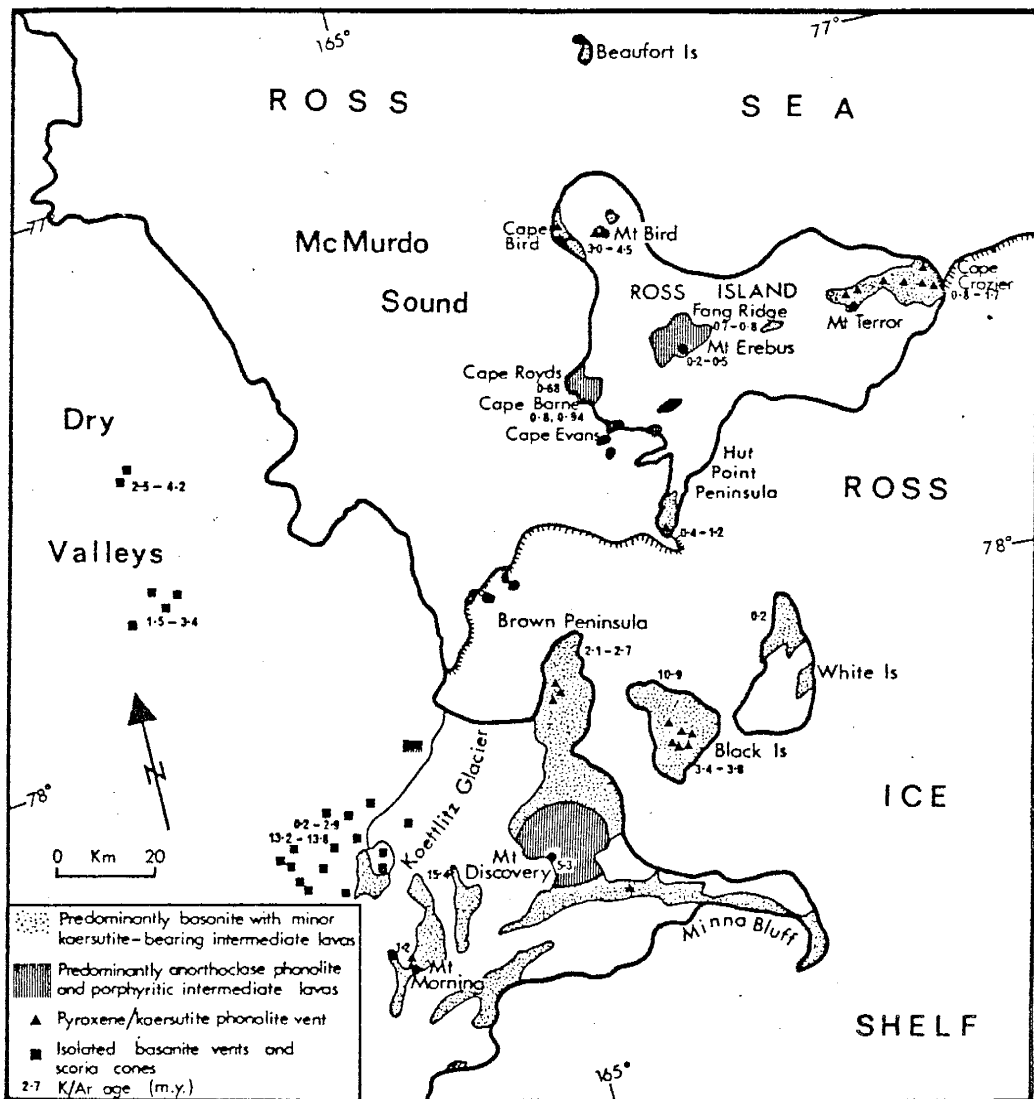 165°
77°
Beaufort Is
ROSS
SEA
77
Mc Murdo
Sound
Cape
Bird
Mt Bird
3·0 – 4·5
ROSS ISLAND
Cape
Crozier
0·8 – 1·7
Fang Ridge
0·7 – 0·8
Mt Terror
Mt Erebus
0·2 – 0·5
Cape Royds
0·68
Cape Barne
0·8, 0·94
Cape Evans
Dry
Valleys
2·5 – 4·2
1·5 – 3·4
Hut
Point
Peninsula
0·4 – 1·2
ROSS
78°
Brown Peninsula
2·1 – 2·7
0·2
White Is
10·9
Black Is
3·4 – 3·8
ICE
78°
N
0 Km 20
Koettlitz Glacier
0·2 – 2·9
13·2 – 13·8
15·4
Mt
Discovery
5·3
Minna Bluff
1·2
Mt
Morning
SHELF
165°
Predominantly basanite with minor
kaersutite-bearing intermediate lavas
Predominantly anorthoclase phonolite
and porphyritic intermediate lavas
Pyroxene/kaersutite phonolite vent
Isolated basanite vents and
scoria cones
2·7 K/Ar age (m.y.)